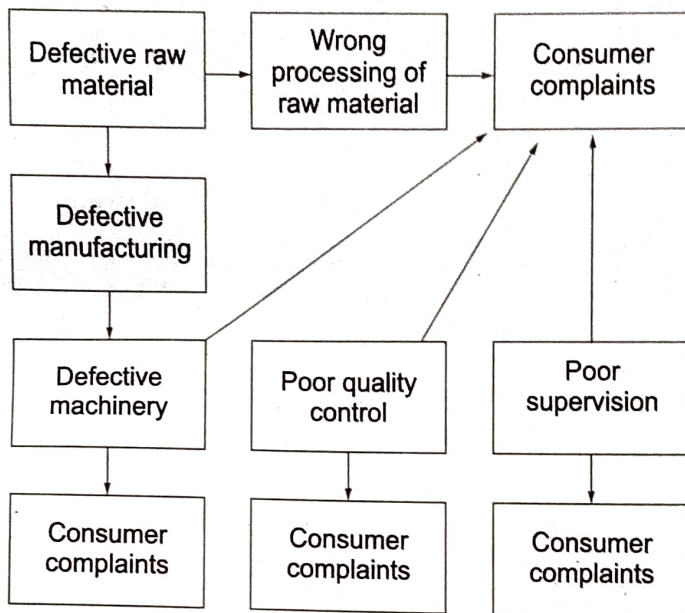 Defective raw
material
Wrong
processing of
raw material
Consumer
complaints
Defective
manufacturing
Defective
machinery
Poor quality
control
Poor
supervision
Consumer
complaints
Consumer
complaints
Consumer
complaints